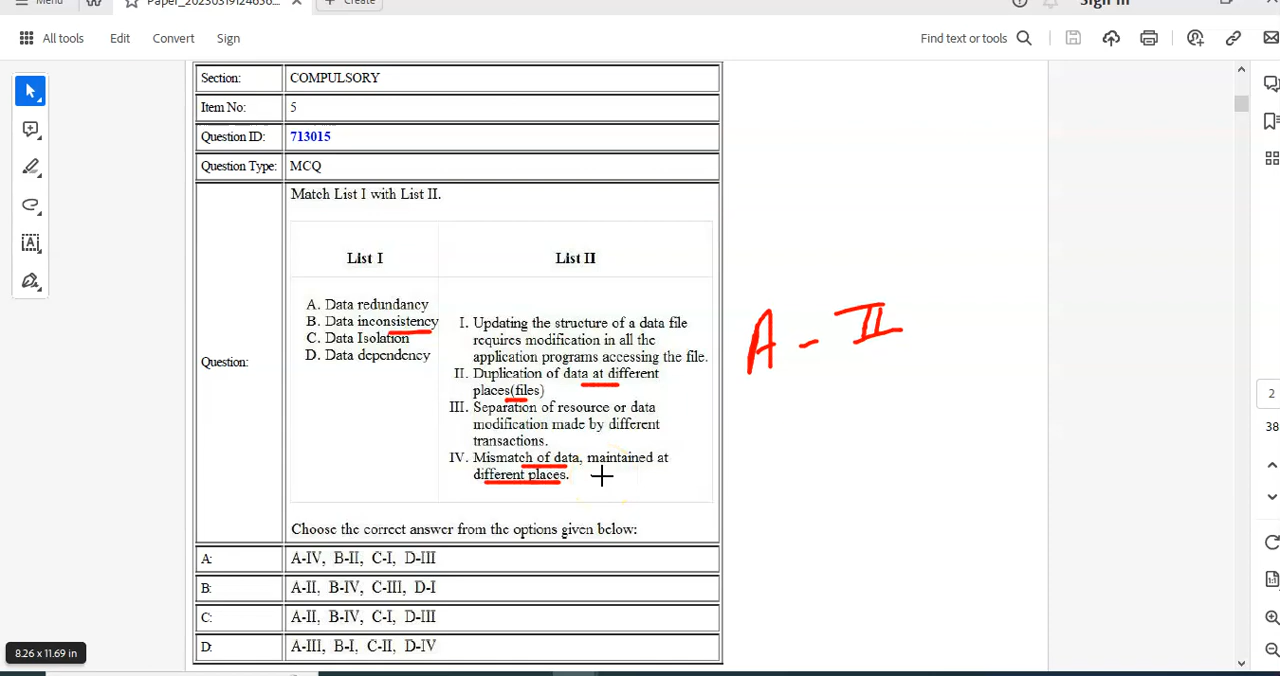 Menu
Paper_20230319124636...
Create
Sign in
All tools Edit Convert Sign Find text or tools
Section: COMPULSORY
Item No: 5
Question ID: 713015
Question Type: MCQ
Question:
Match List I with List II.
List I List II
A. Data redundancy
B. Data inconsistency
C. Data Isolation
D. Data dependency
I. Updating the structure of a data file
requires modification in all the
application programs accessing the file.
II. Duplication of data at different
places(files)
III. Separation of resource or data
modification made by different
transactions.
IV. Mismatch of data, maintained at
different places.
A - II
Choose the correct answer from the options given below:
A: A-IV, B-II, C-I, D-III
B: A-II, B-IV, C-III, D-I
C: A-II, B-IV, C-I, D-III
D: A-III, B-I, C-II, D-IV
2
38
1:1
8.26 x 11.69 in